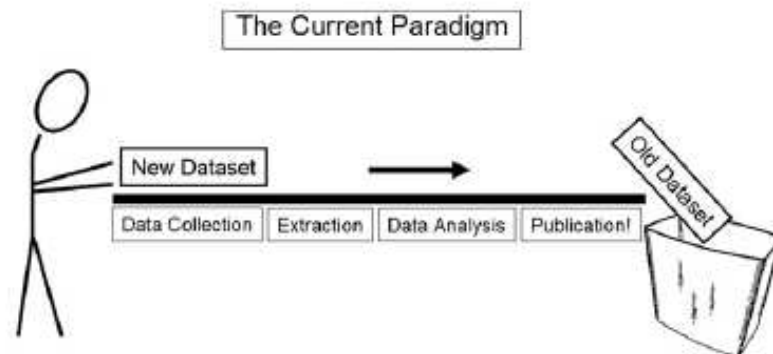 The Current Paradigm
New Dataset
Old Dataset
Data Collection
Extraction
Data Analysis
Publication!